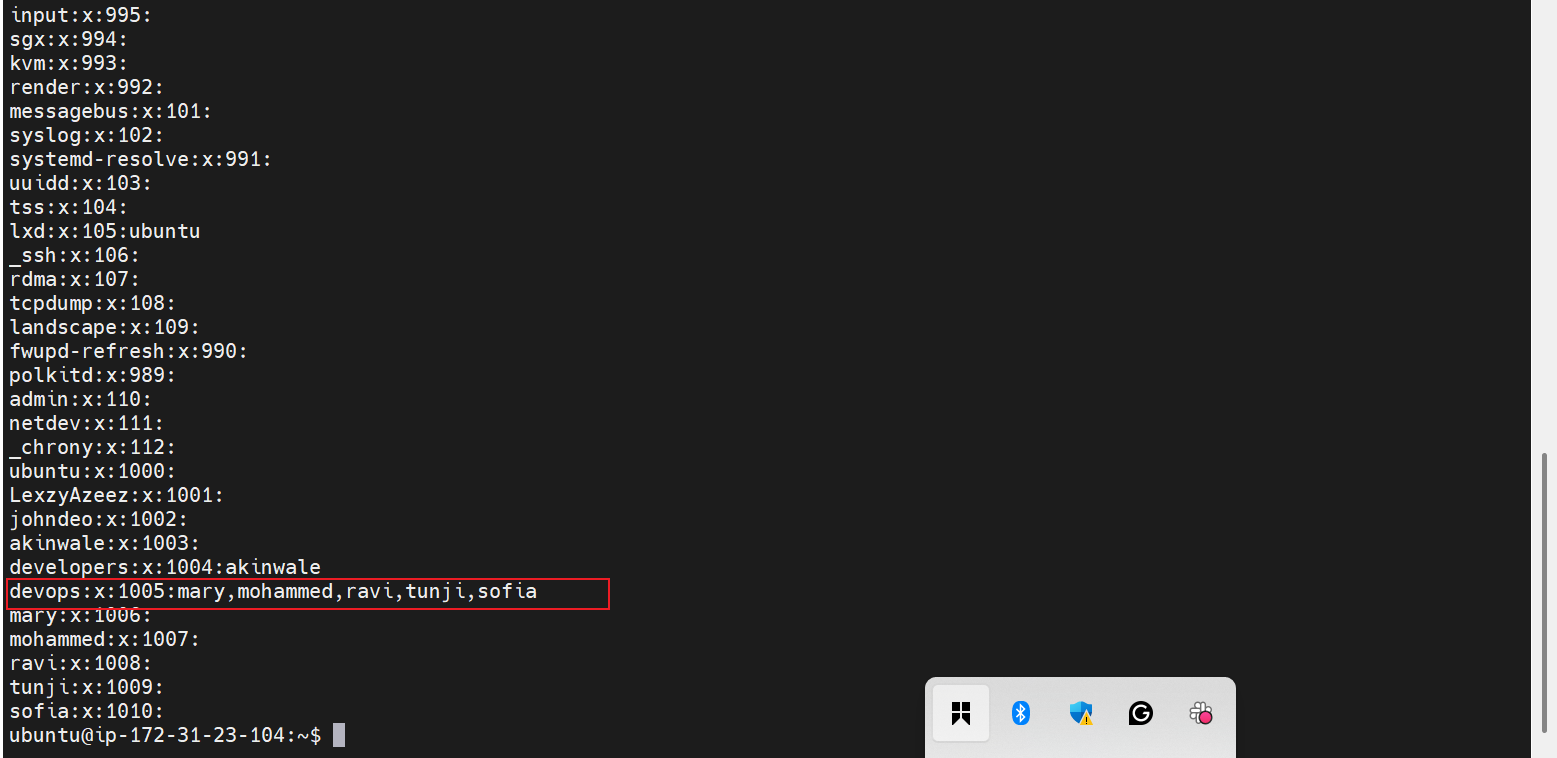 input:x:995:
sgx:x:994:
kvm:x:993:
render:x:992:
messagebus:x:101:
syslog:x:102:
systemd-resolve:x:991:
uuidd:x:103:
tss:x:104:
lxd:x:105:ubuntu
_ssh:x:106:
rdma:x:107:
tcpdump:x:108:
landscape:x:109:
fwupd-refresh:x:990:
polkitd:x:989:
admin:x:110:
netdev:x:111:
_chrony:x:112:
ubuntu:x:1000:
LexzyAzeez:x:1001:
johndeo:x:1002:
akinwale:x:1003:
developers:x:1004:akinwale
devops:x:1005:mary,mohammed,ravi,tunji,sofia
mary:x:1006:
mohammed:x:1007:
ravi:x:1008:
tunji:x:1009:
sofia:x:1010:
ubuntu@ip-172-31-23-104:~$